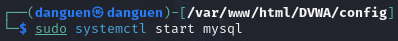 ┌──(danguen㉿danguen)-[/var/www/html/DVWA/config]
└─$ sudo systemctl start mysql